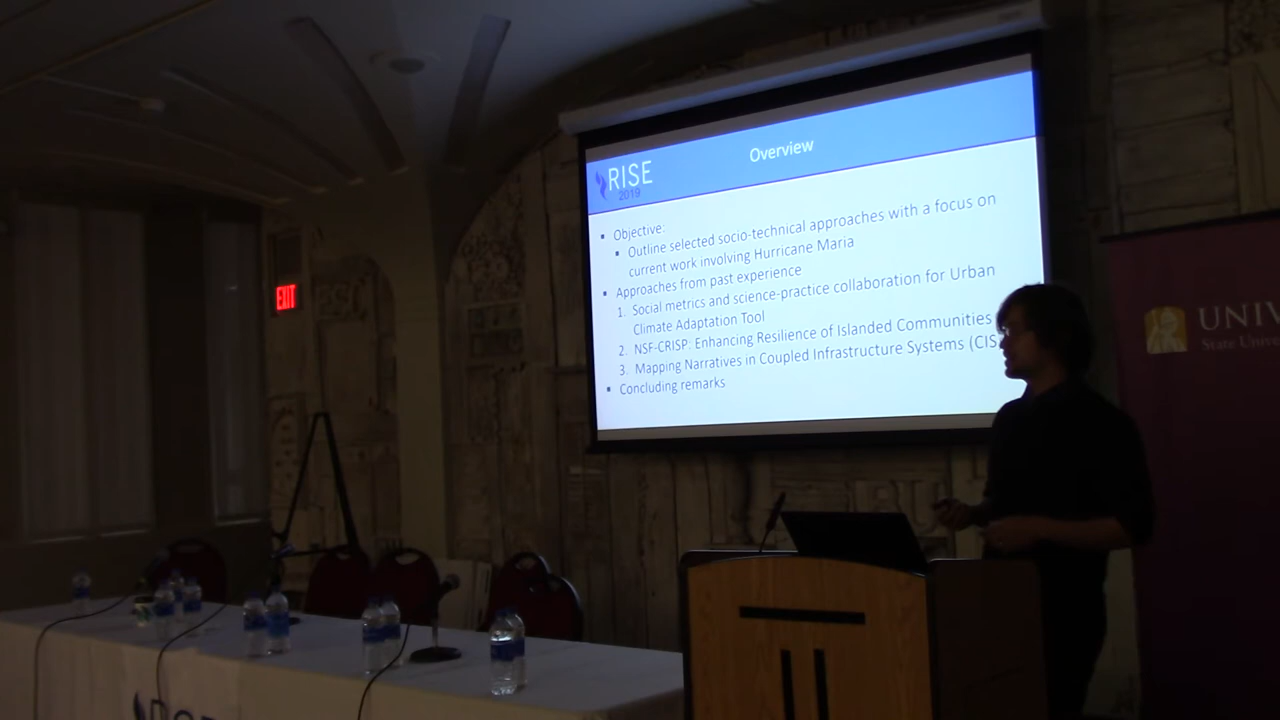 Overview
RISE
2019
▪ Objective:
▪ Outline selected socio-technical approaches with a focus on
current work involving Hurricane Maria
▪ Approaches from past experience
1. Social metrics and science-practice collaboration for Urban
Climate Adaptation Tool
2. NSF-CRISP: Enhancing Resilience of Islanded Communities
3. Mapping Narratives in Coupled Infrastructure Systems (CIS
▪ Concluding remarks
EXIT
UNIV
State Unive